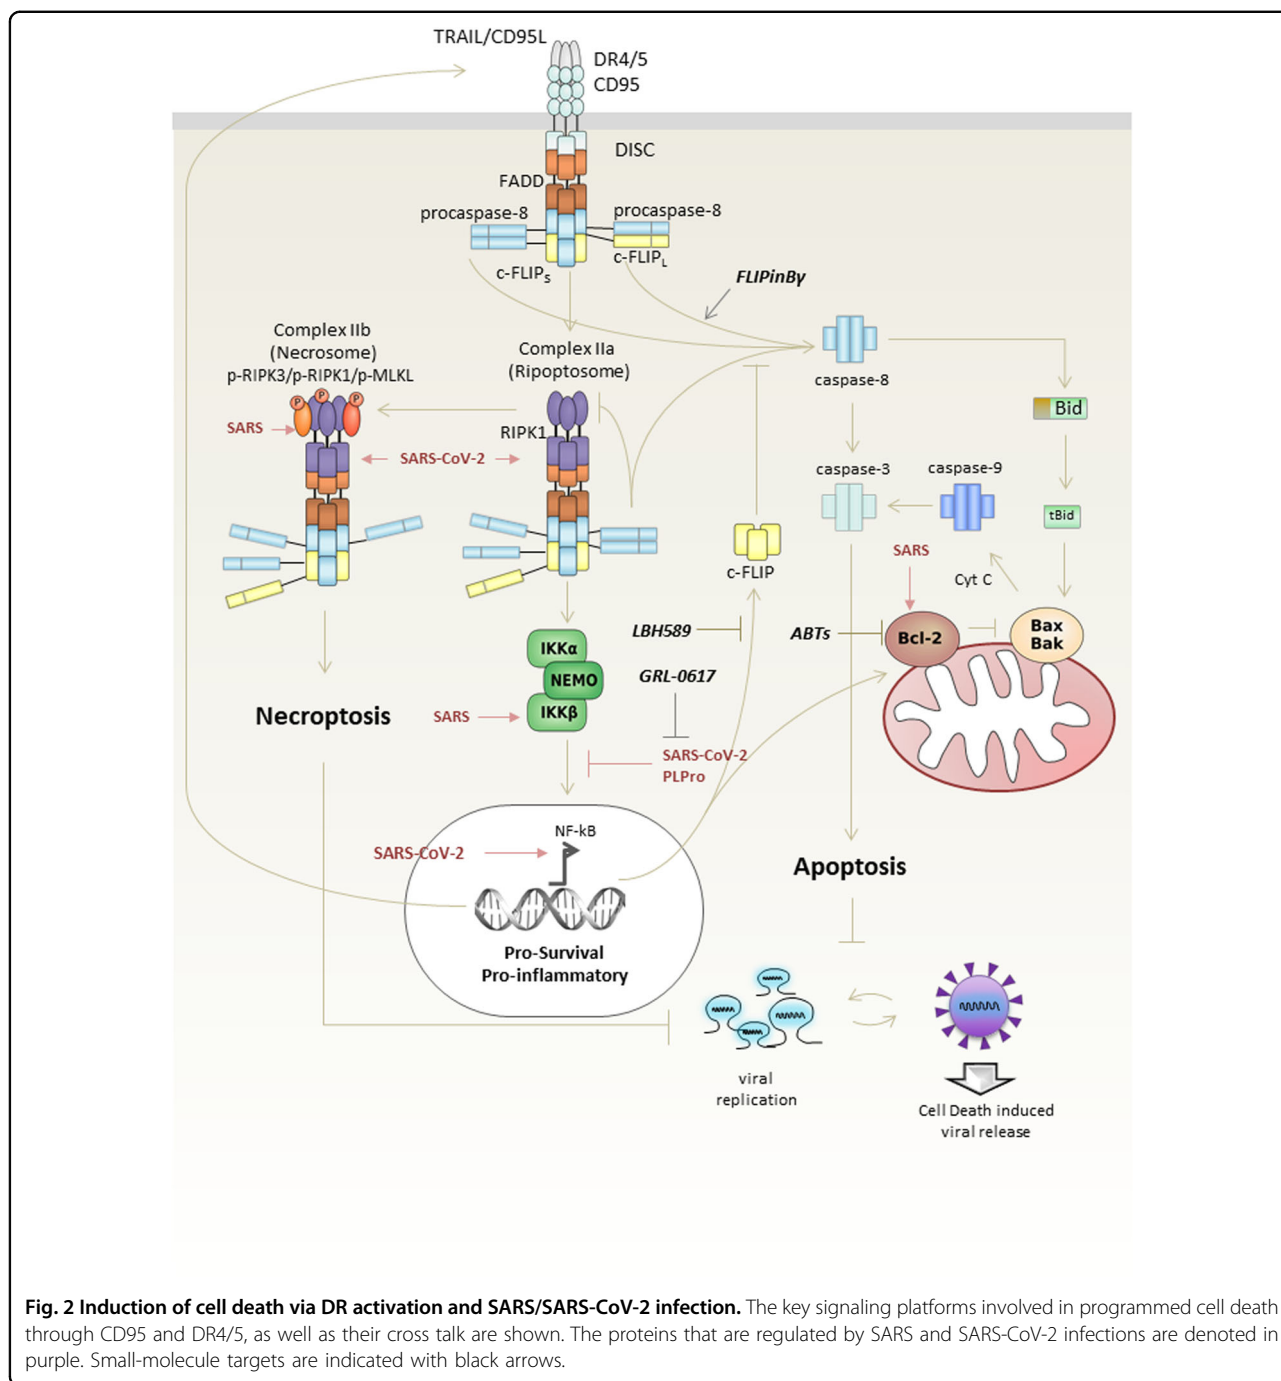 TRAIL/CD95L
DR4/5
CD95
DISC
FADD
procaspase-8
procaspase-8
c-FLIPS
c-FLIPL
FLIPinBγ
Complex IIb
(Necrosome)
p-RIPK3/p-RIPK1/p-MLKL
P
P
P
SARS
Complex IIa
(Ripoptosome)
RIPK1
SARS-CoV-2
caspase-8
Bid
caspase-3
caspase-9
tBid
SARS
Cyt C
c-FLIP
LBH589
ABTs
Bcl-2
Bax
Bak
IKKα
NEMO
IKKβ
GRL-0617
SARS
SARS-CoV-2
PLPro
Necroptosis
NF-kB
SARS-CoV-2
Pro-Survival
Pro-inflammatory
Apoptosis
viral
replication
Cell Death induced
viral release
Fig. 2 Induction of cell death via DR activation and SARS/SARS-CoV-2 infection. The key signaling platforms involved in programmed cell death
through CD95 and DR4/5, as well as their cross talk are shown. The proteins that are regulated by SARS and SARS-CoV-2 infections are denoted in
purple. Small-molecule targets are indicated with black arrows.